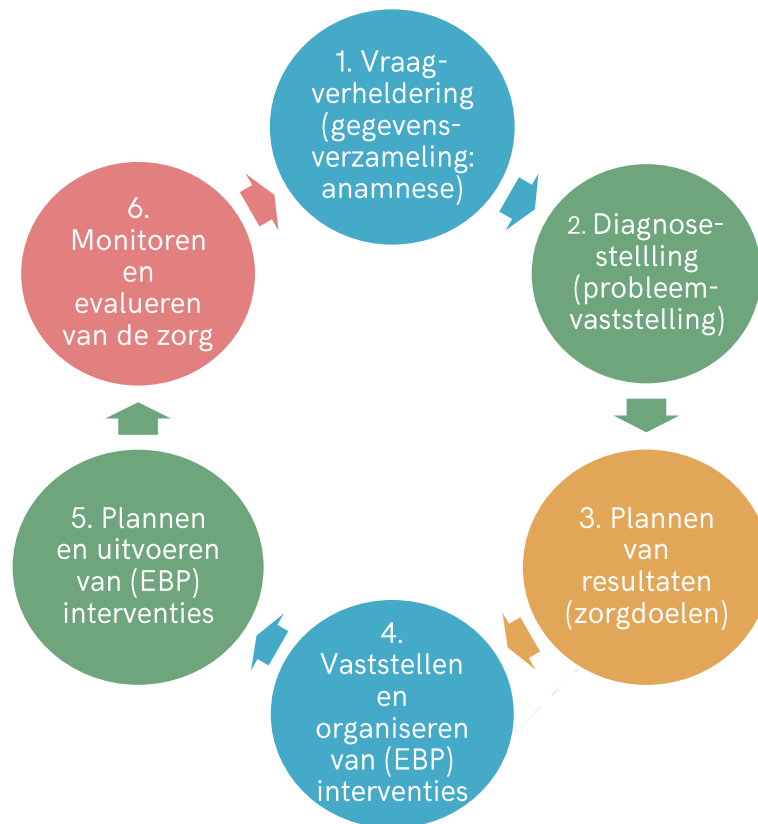 1. Vraag-
verheldering
(gegevens-
verzameling:
anamnese)
2. Diagnose-
stellling
(probleem-
vaststelling)
3. Plannen
van
resultaten
(zorgdoelen)
4.
Vaststellen
en
organiseren
van (EBP)
interventies
5. Plannen
en uitvoeren
van (EBP)
interventies
6.
Monitoren
en
evalueren
van de zorg